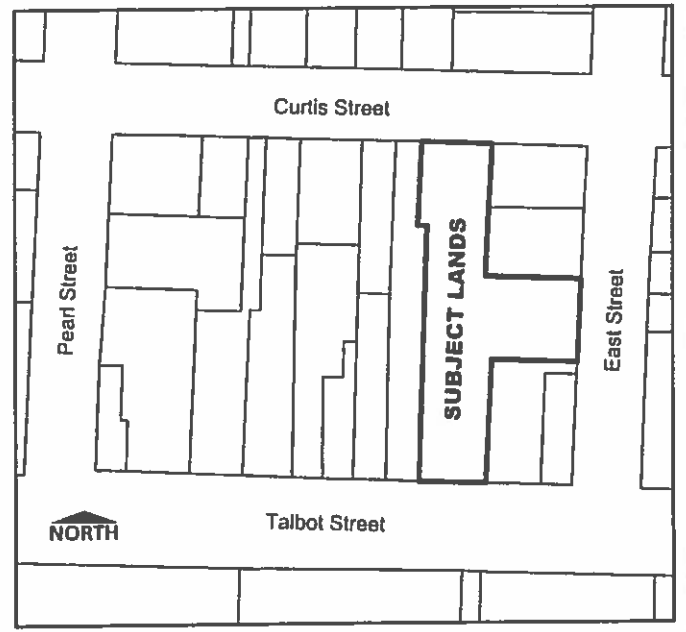 Curtis Street
Pearl Street
SUBJECT LANDS
East Street
Talbot Street
NORTH